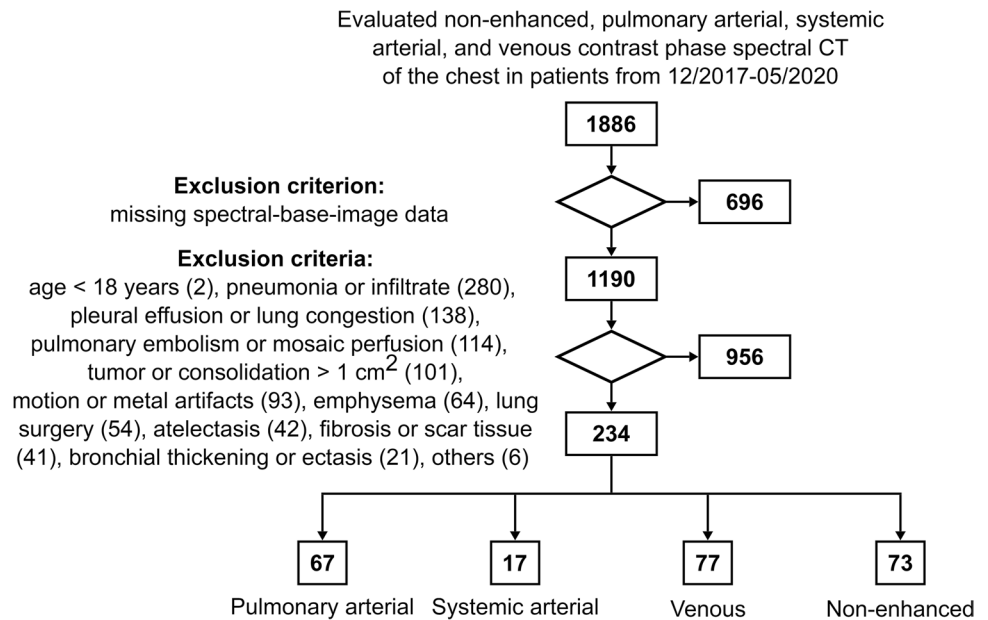 Evaluated non-enhanced, pulmonary arterial, systemic
arterial, and venous contrast phase spectral CT
of the chest in patients from 12/2017-05/2020
1886
Exclusion criterion:
missing spectral-base-image data
696
Exclusion criteria:
age < 18 years (2), pneumonia or infiltrate (280),
pleural effusion or lung congestion (138),
pulmonary embolism or mosaic perfusion (114),
tumor or consolidation > 1 cm² (101),
motion or metal artifacts (93), emphysema (64), lung
surgery (54), atelectasis (42), fibrosis or scar tissue
(41), bronchial thickening or ectasis (21), others (6)
1190
956
234
67
17
77
73
Pulmonary arterial
Systemic arterial
Venous
Non-enhanced